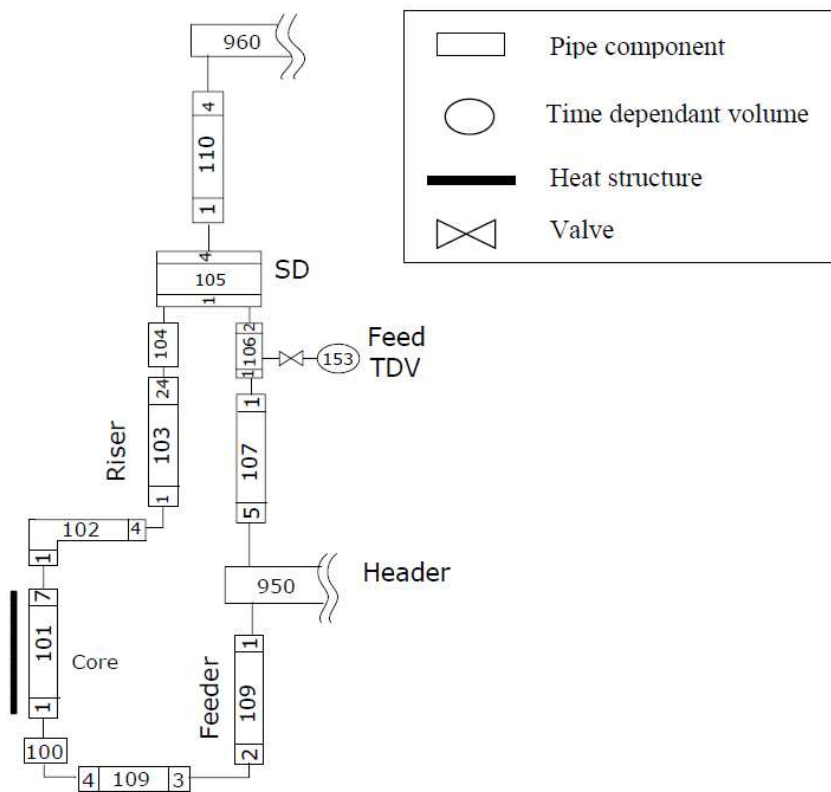 960
Pipe component
Time dependant volume
Heat structure
Valve
4
110
1
4
105
1
SD
104
2
106
1
153
Feed
TDV
24
103
1
Riser
1
107
5
102
4
1
950
Header
7
101
1
Core
1
109
2
Feeder
100
4
109
3